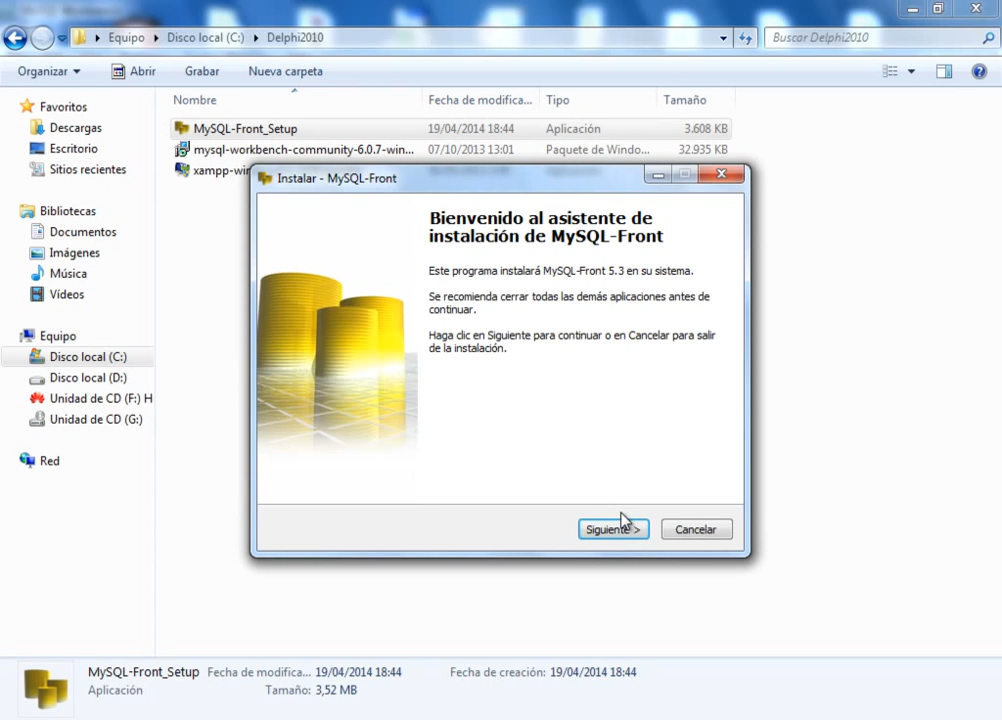 Equipo
Disco local (C:)
Delphi2010
Buscar Delphi2010
Organizar
Abrir
Grabar
Nueva carpeta
Favoritos
Descargas
Escritorio
Sitios recientes
Bibliotecas
Documentos
Imágenes
Música
Vídeos
Equipo
Disco local (C:)
Disco local (D:)
Unidad de CD (F:) H
Unidad de CD (G:)
Red
Nombre Fecha de modifica... Tipo Tamaño
MySQL-Front_Setup 19/04/2014 18:44 Aplicación 3.608 KB
mysql-workbench-community-6.0.7-win... 07/10/2013 13:01 Paquete de Windo... 32.935 KB
xampp-win
Instalar - MySQL-Front
Bienvenido al asistente de
instalación de MySQL-Front
Este programa instalará MySQL-Front 5.3 en su sistema.
Se recomienda cerrar todas las demás aplicaciones antes de
continuar.
Haga clic en Siguiente para continuar o en Cancelar para salir
de la instalación.
Siguiente >
Cancelar
MySQL-Front_Setup Fecha de modifica... 19/04/2014 18:44 Fecha de creación: 19/04/2014 18:44
Aplicación Tamaño: 3,52 MB